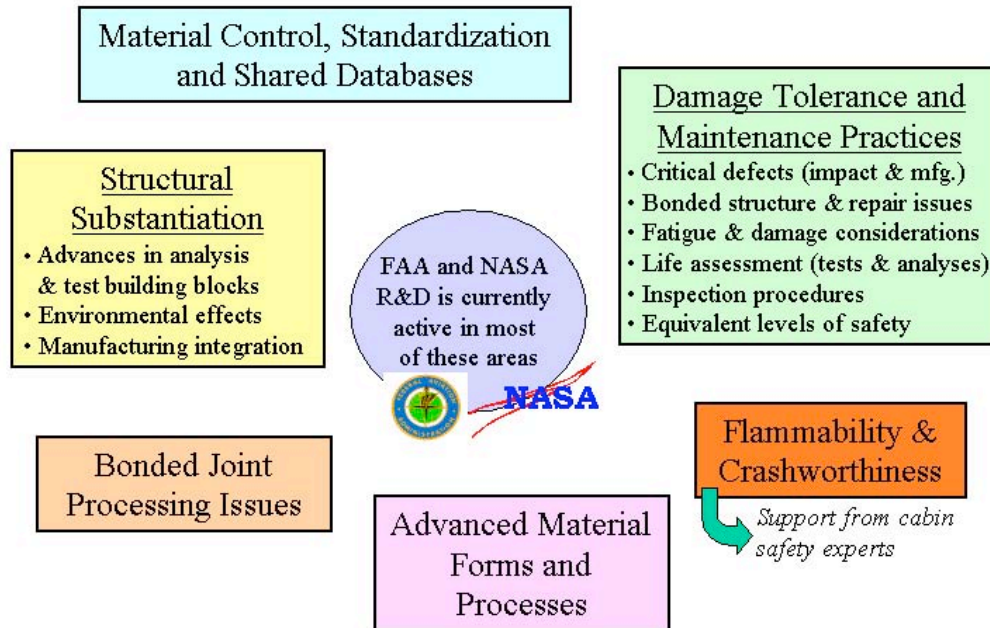 Material Control, Standardization
and Shared Databases
Structural
Substantiation
• Advances in analysis
& test building blocks
• Environmental effects
• Manufacturing integration
FAA and NASA
R&D is currently
active in most
of these areas
NASA
Damage Tolerance and
Maintenance Practices
• Critical defects (impact & mfg.)
• Bonded structure & repair issues
• Fatigue & damage considerations
• Life assessment (tests & analyses)
• Inspection procedures
• Equivalent levels of safety
Bonded Joint
Processing Issues
Advanced Material
Forms and
Processes
Flammability &
Crashworthiness
Support from cabin
safety experts